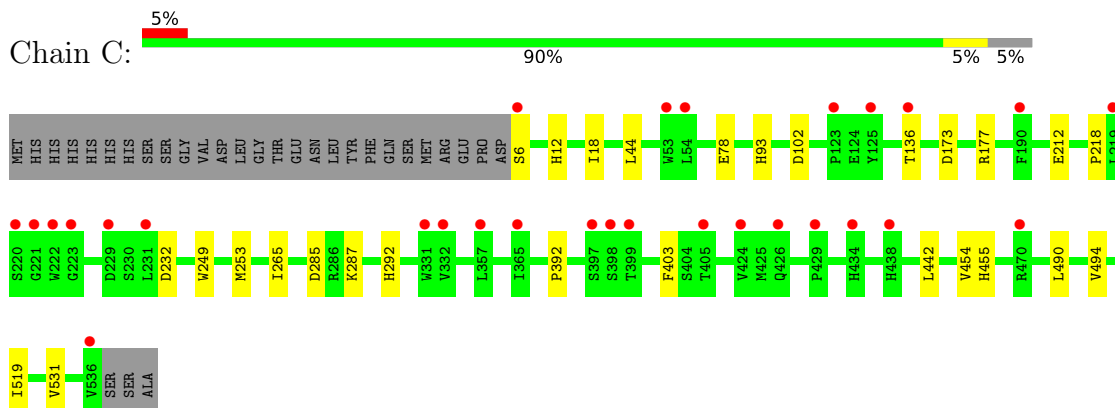 5%
Chain C:
90% 5% 5%
MET HIS HIS HIS HIS HIS HIS HIS SER SER GLY VAL ASP LEU GLY THR GLU ASN LEU TYR PHE GLN SER MET ARG GLU PRO ASP S6 H12 I18 L44 W53 L54 E78 H93 D102 P123 E124 Y125 T136 D173 R177 F190 E212 P218 L219
S220 G221 W222 G223 D229 S230 L231 D232 W249 M253 I265 D285 R286 K287 H292 W331 V332 L357 I365 P392 S397 S398 T399 F403 S404 T405 V424 M425 Q426 P429 H434 H438 L442 V454 H455 R470 L490 V494
I519 V531 V536 SER SER ALA